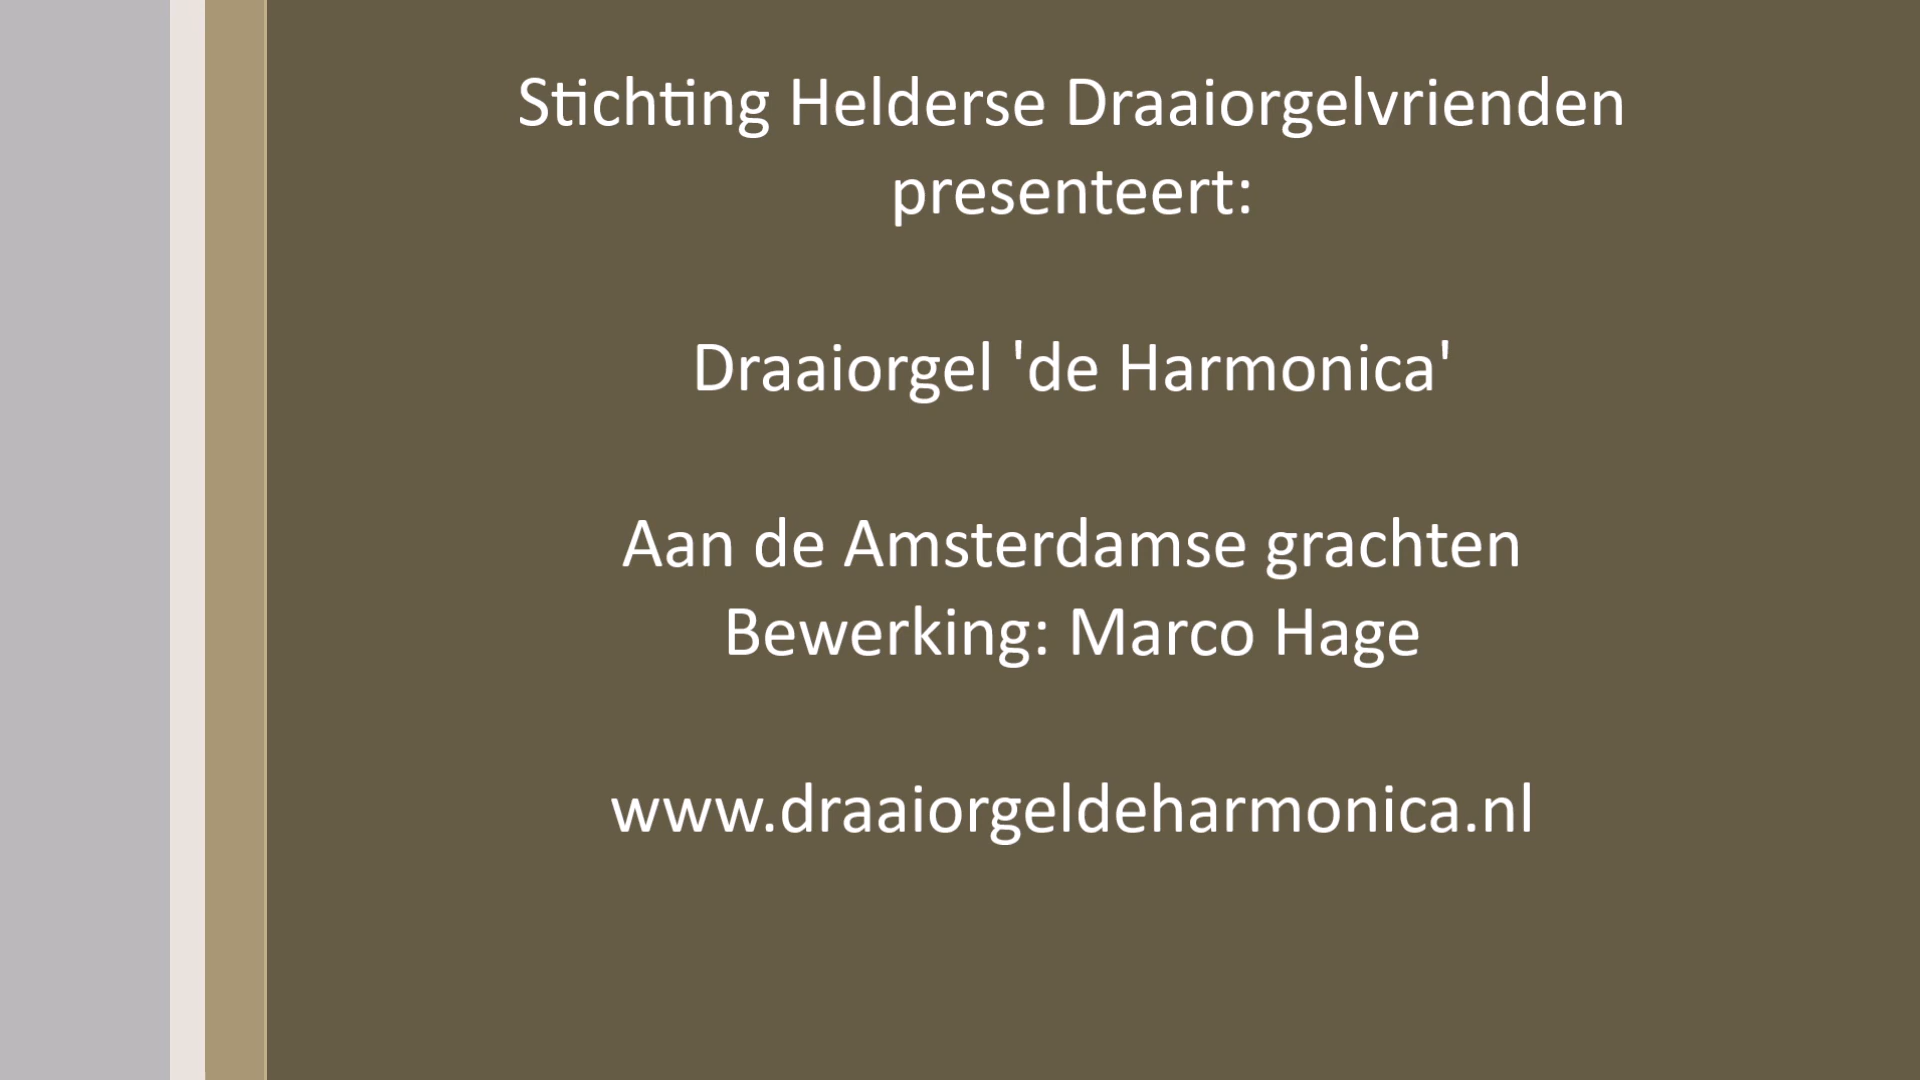 Stichting Helderse Draaiorgelvrienden
presenteert:
Draaiorgel 'de Harmonica'
Aan de Amsterdamse grachten
Bewerking: Marco Hage
www.draaiorgeldeharmonica.nl